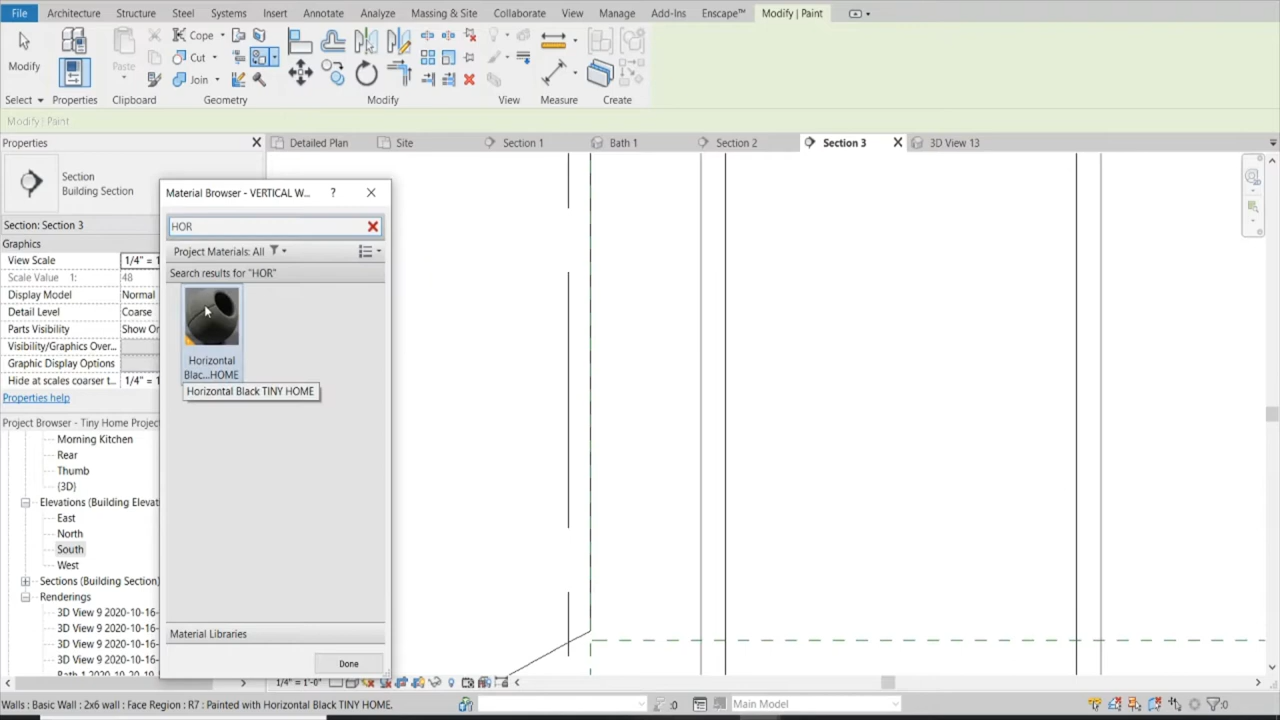 File Architecture Structure Steel Systems Insert Annotate Analyze Massing & Site Collaborate View Manage Add-Ins Enscape™ Modify | Paint
Cope
Modify Paste Cut
Join
Select Properties Clipboard Geometry Modify View Measure Create
Modify | Paint
Properties
Detailed Plan Site Section 1 Bath 1 Section 2 Section 3 3D View 13
Section
Building Section
Material Browser - VERTICAL W... ?
Section: Section 3
HOR
Graphics
View Scale 1/4" = 1
Project Materials: All
Scale Value 1: 48
Search results for "HOR"
Display Model Normal
Detail Level Coarse
Parts Visibility Show Or
Visibility/Graphics Over...
Graphic Display Options
Hide at scales coarser t... 1/4" = 1
Horizontal
Blac...HOME
Horizontal Black TINY HOME
Properties help
Project Browser - Tiny Home Project
Morning Kitchen
Rear
Thumb
{3D}
Elevations (Building Elevat
East
North
South
West
Sections (Building Section)
Renderings
3D View 9 2020-10-16-
3D View 9 2020-10-16-
3D View 9 2020-10-16-
3D View 9 2020-10-16-
Bath 1 2020-10-20 19
Material Libraries
Done
1/4" = 1'-0"
Walls : Basic Wall : 2x6 wall : Face Region : R7 : Painted with Horizontal Black TINY HOME.
:0 Main Model :0